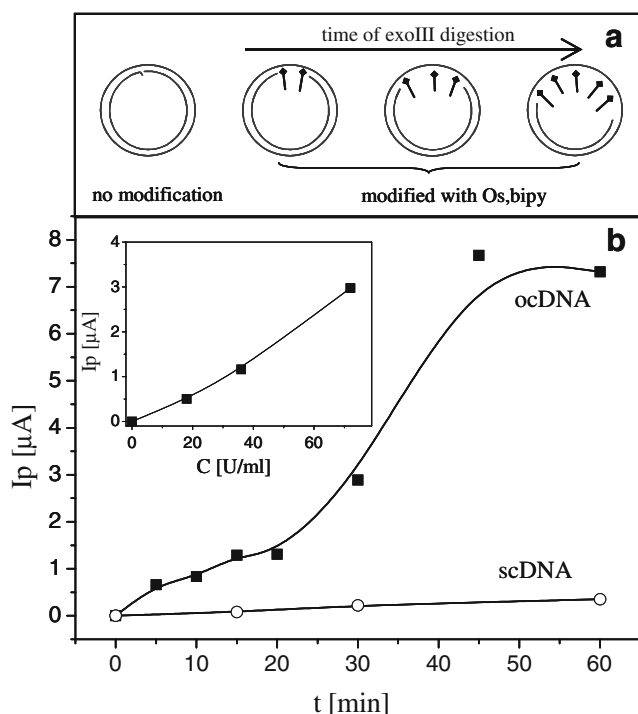 time of exoIII digestion
a
no modification
modified with Os,bipy
b
8
7
6
5
4
3
2
1
0
Ip [µA]
ocDNA
scDNA
4
3
2
1
0
Ip [µA]
0 20 40 60
C [U/ml]
0 10 20 30 40 50 60
t [min]